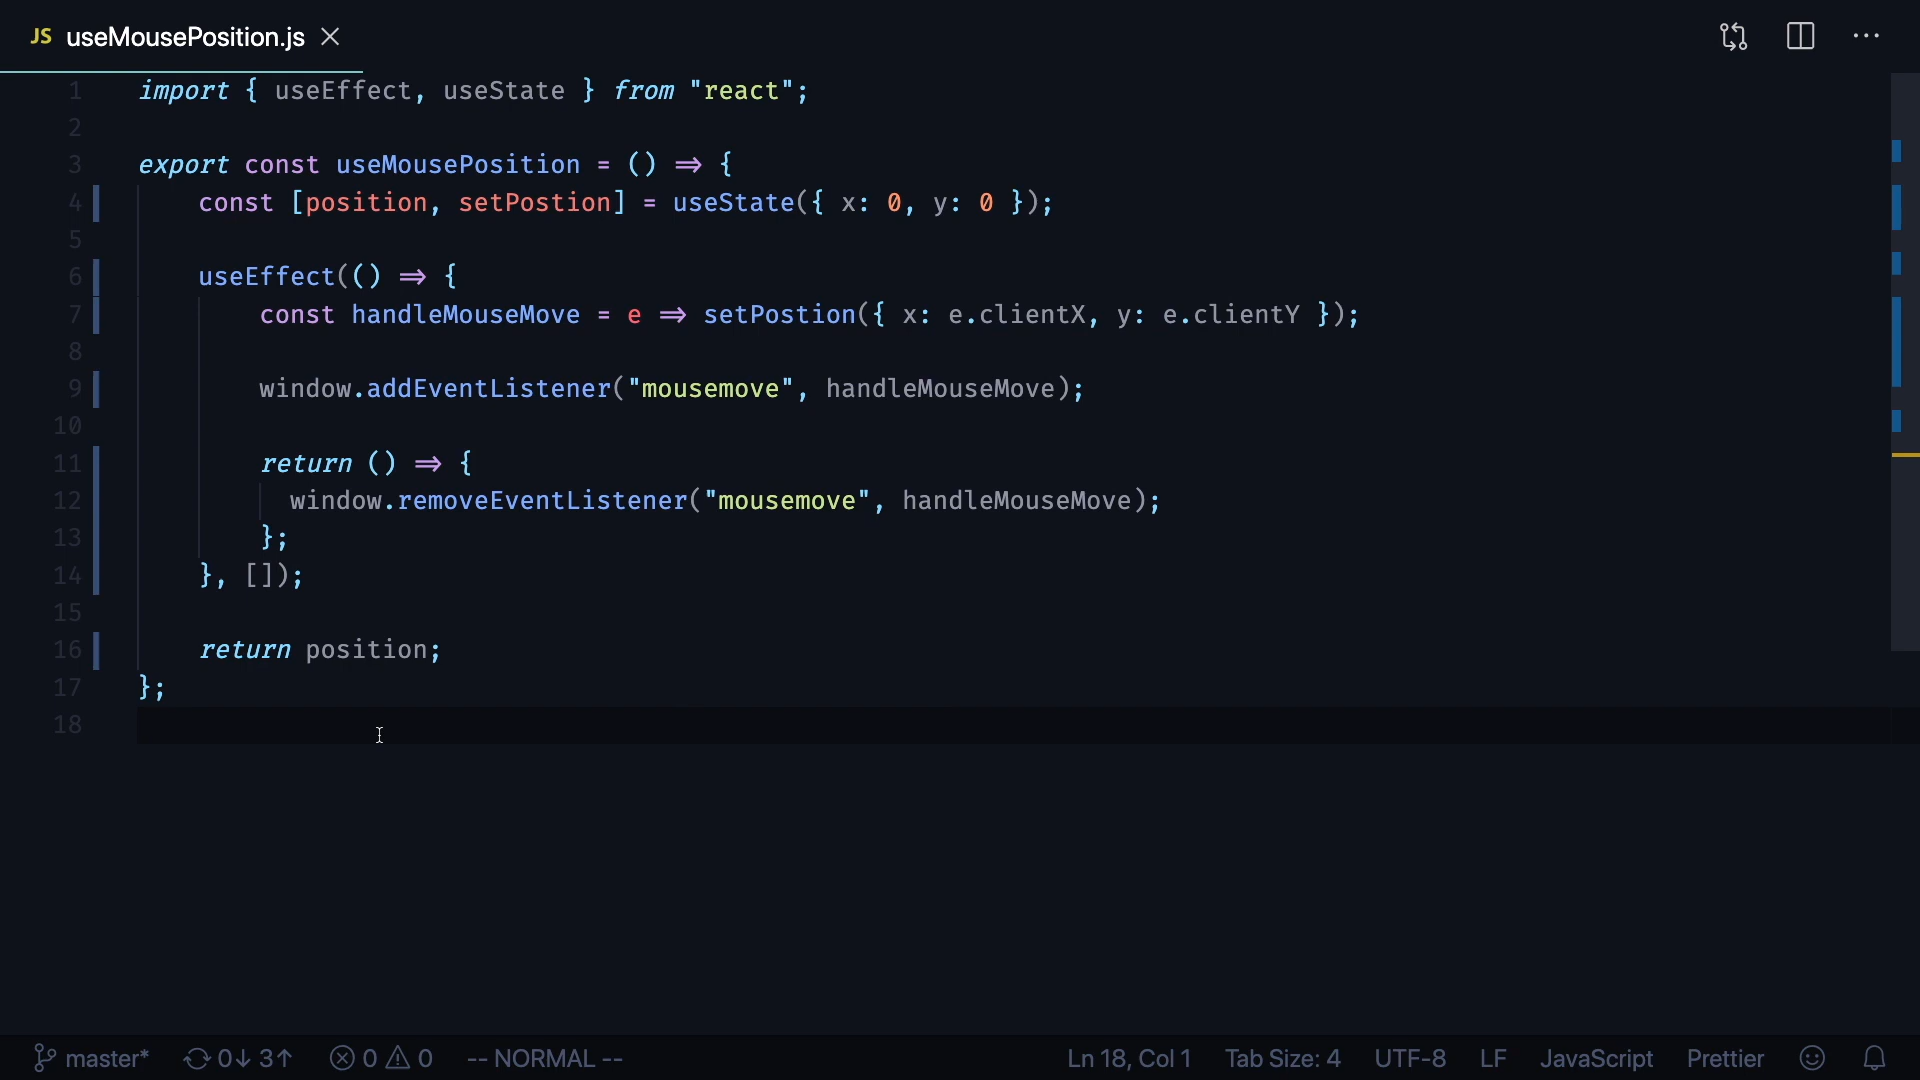 JS useMousePosition.js
1 import { useEffect, useState } from "react";
2
3 export const useMousePosition = () => {
4 const [position, setPostion] = useState({ x: 0, y: 0 });
5
6 useEffect(() => {
7 const handleMouseMove = e => setPostion({ x: e.clientX, y: e.clientY });
8
9 window.addEventListener("mousemove", handleMouseMove);
10
11 return () => {
12 window.removeEventListener("mousemove", handleMouseMove);
13 };
14 }, []);
15
16 return position;
17 };
18
master* 0↓ 3↑ 0 0 -- NORMAL -- Ln 18, Col 1 Tab Size: 4 UTF-8 LF JavaScript Prettier